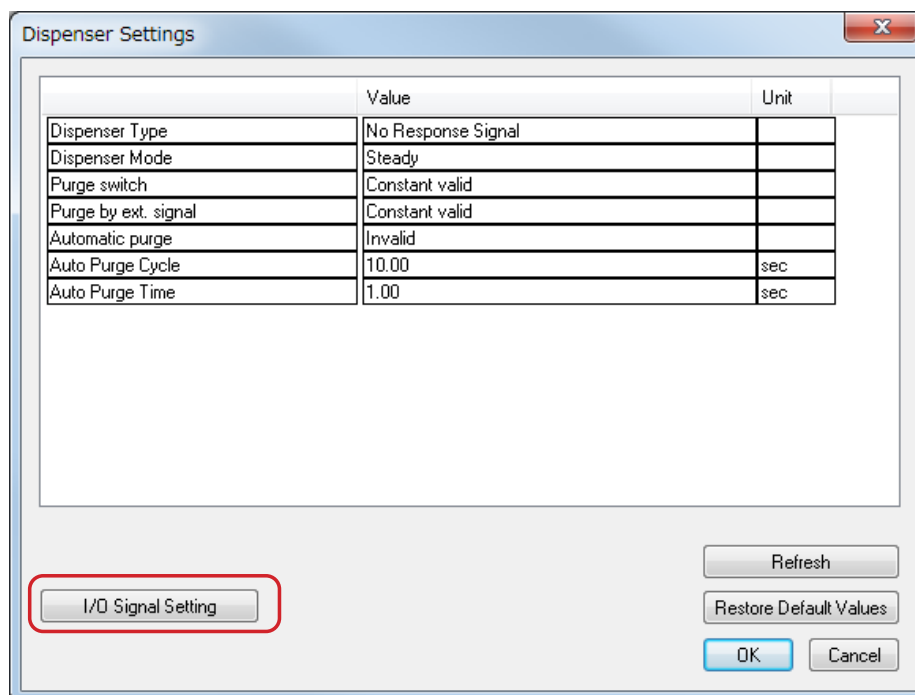 Dispenser Settings
X
Value Unit
Dispenser Type No Response Signal
Dispenser Mode Steady
Purge switch Constant valid
Purge by ext. signal Constant valid
Automatic purge Invalid
Auto Purge Cycle 10.00 sec
Auto Purge Time 1.00 sec
Refresh
I/O Signal Setting Restore Default Values
OK Cancel